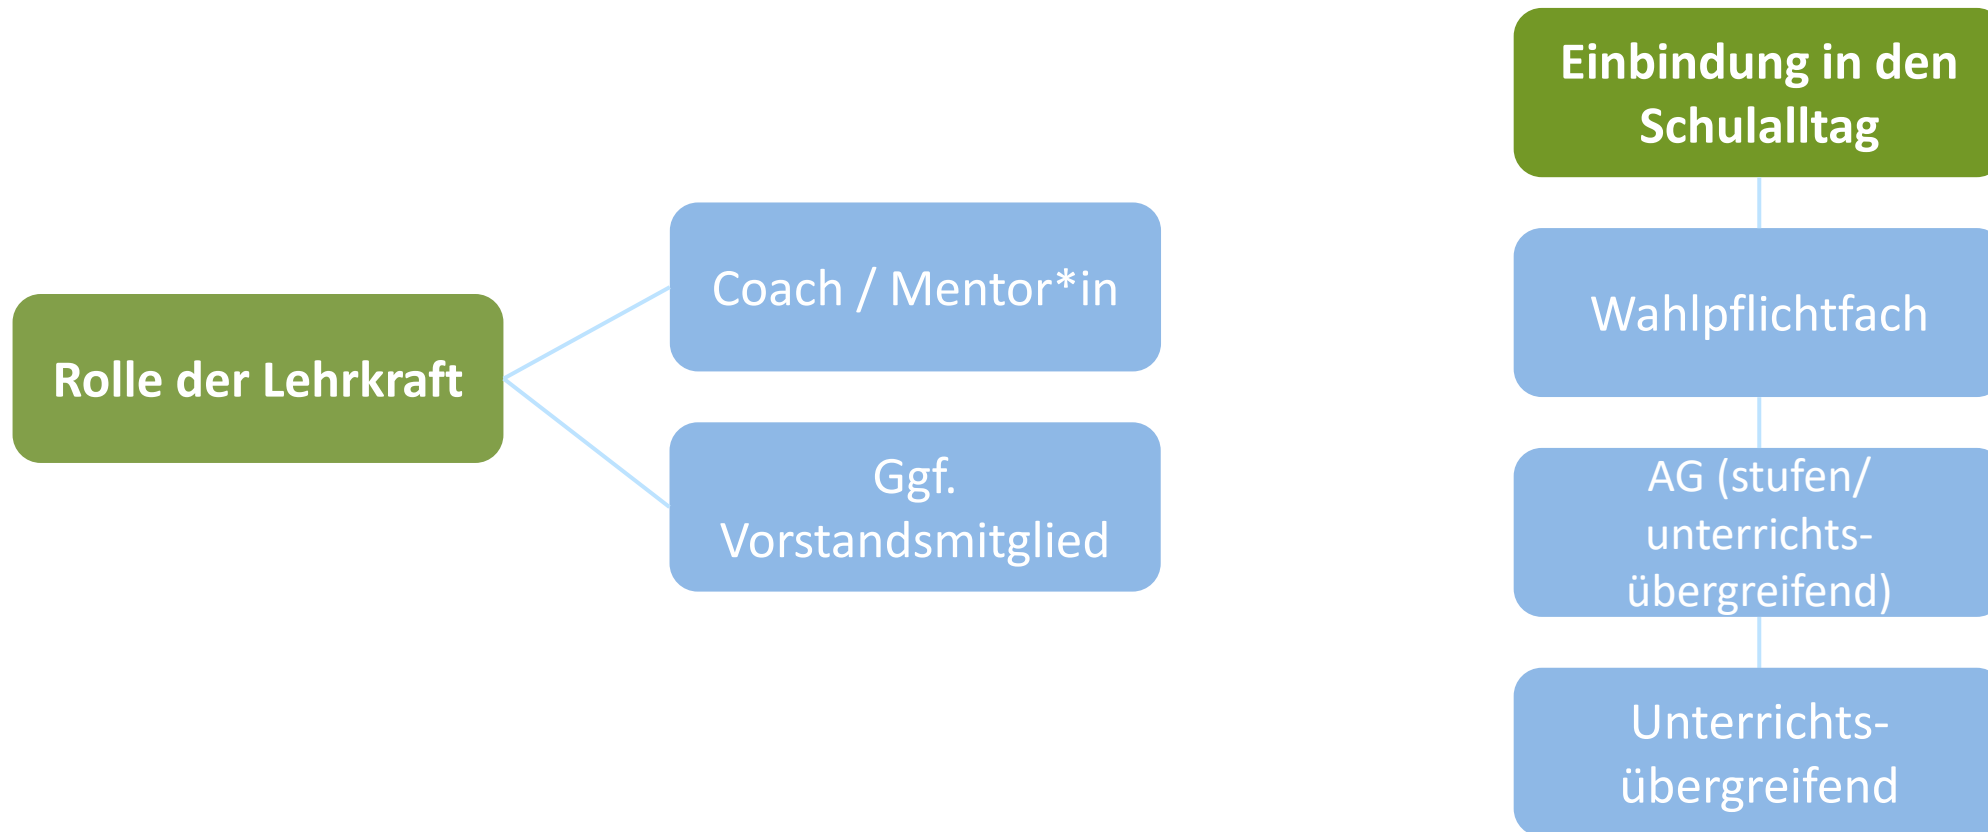 Rolle der Lehrkraft
Coach / Mentor*in
Ggf.
Vorstandsmitglied
Einbindung in den
Schulalltag
Wahlpflichtfach
AG (stufen/
unterrichts-
übergreifend)
Unterrichts-
übergreifend